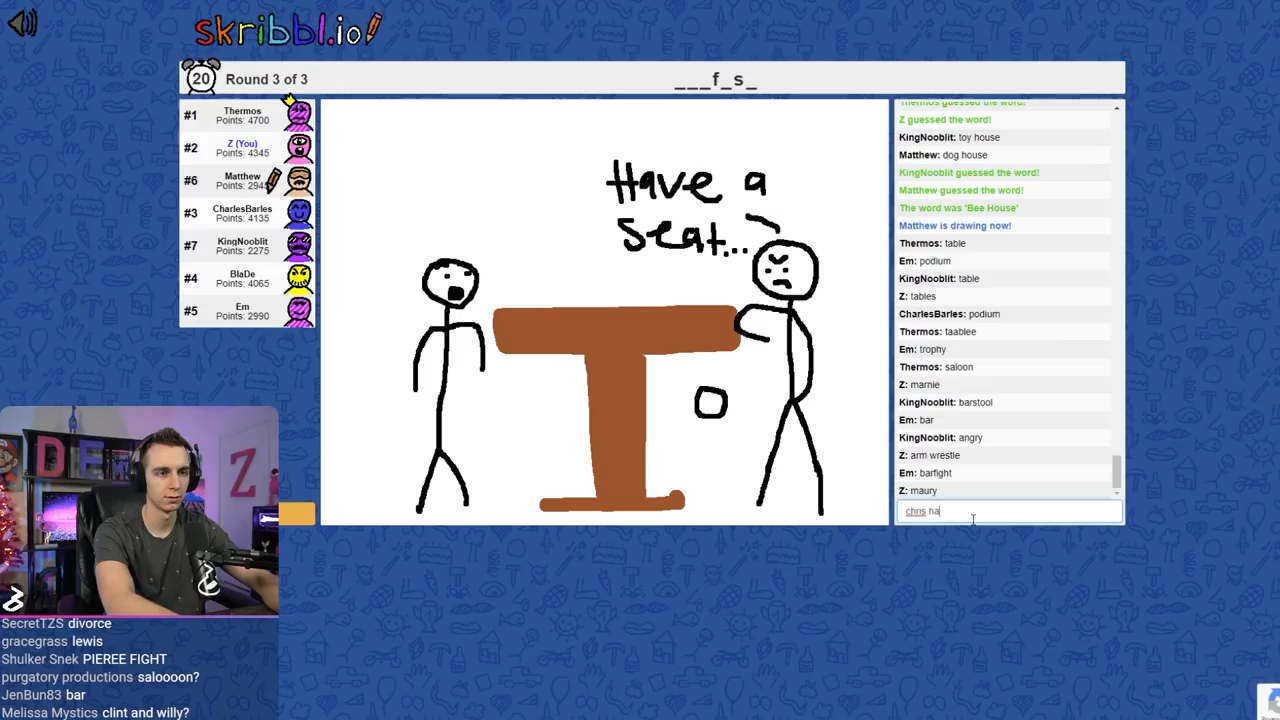 skribbl.io
20
Round 3 of 3
___f_s_
#1
Thermos
Points: 4700
#2
Z (You)
Points: 4345
#6
Matthew
#3
CharlesBarles
Points: 4135
#7
KingNooblit
Points: 2275
#4
BlaDe
Points: 4065
#5
Em
Points: 2990
Have a
seat...
Thermos guessed the word!
Z guessed the word!
KingNooblit: toy house
Matthew: dog house
KingNooblit guessed the word!
Matthew guessed the word!
The word was 'Bee House'
Matthew is drawing now!
Thermos: table
Em: podium
KingNooblit: table
Z: tables
CharlesBarles: podium
Thermos: taablee
Em: trophy
Thermos: saloon
Z: marnie
KingNooblit: barstool
Em: bar
KingNooblit: angry
Z: arm wrestle
Em: barfight
Z: maury
chris ha
D E
Z
SecretTZS divorce
gracegrass lewis
Shulker Snek PIEREE FIGHT
purgatory productions saloooon?
JenBun83 bar
Melissa Mystics clint and willy?